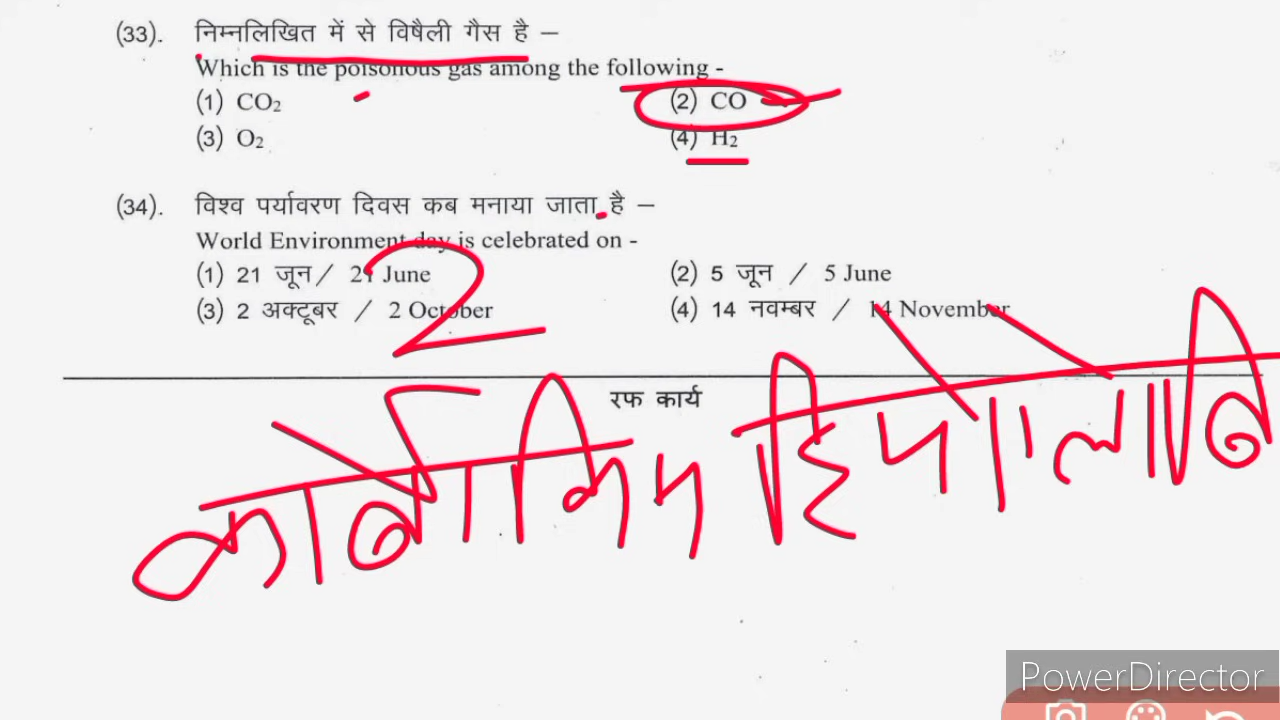 (33). निम्नलिखित में से विषैली गैस है –
Which is the poisonous gas among the following -
(1) CO₂ (2) CO
(3) O₂ (4) H₂
(34). विश्व पर्यावरण दिवस कब मनाया जाता है –
World Environment day is celebrated on -
(1) 21 जून / 21 June (2) 5 जून / 5 June
(3) 2 अक्टूबर / 2 October (4) 14 नवम्बर / 14 November
2
रफ कार्य
PowerDirector